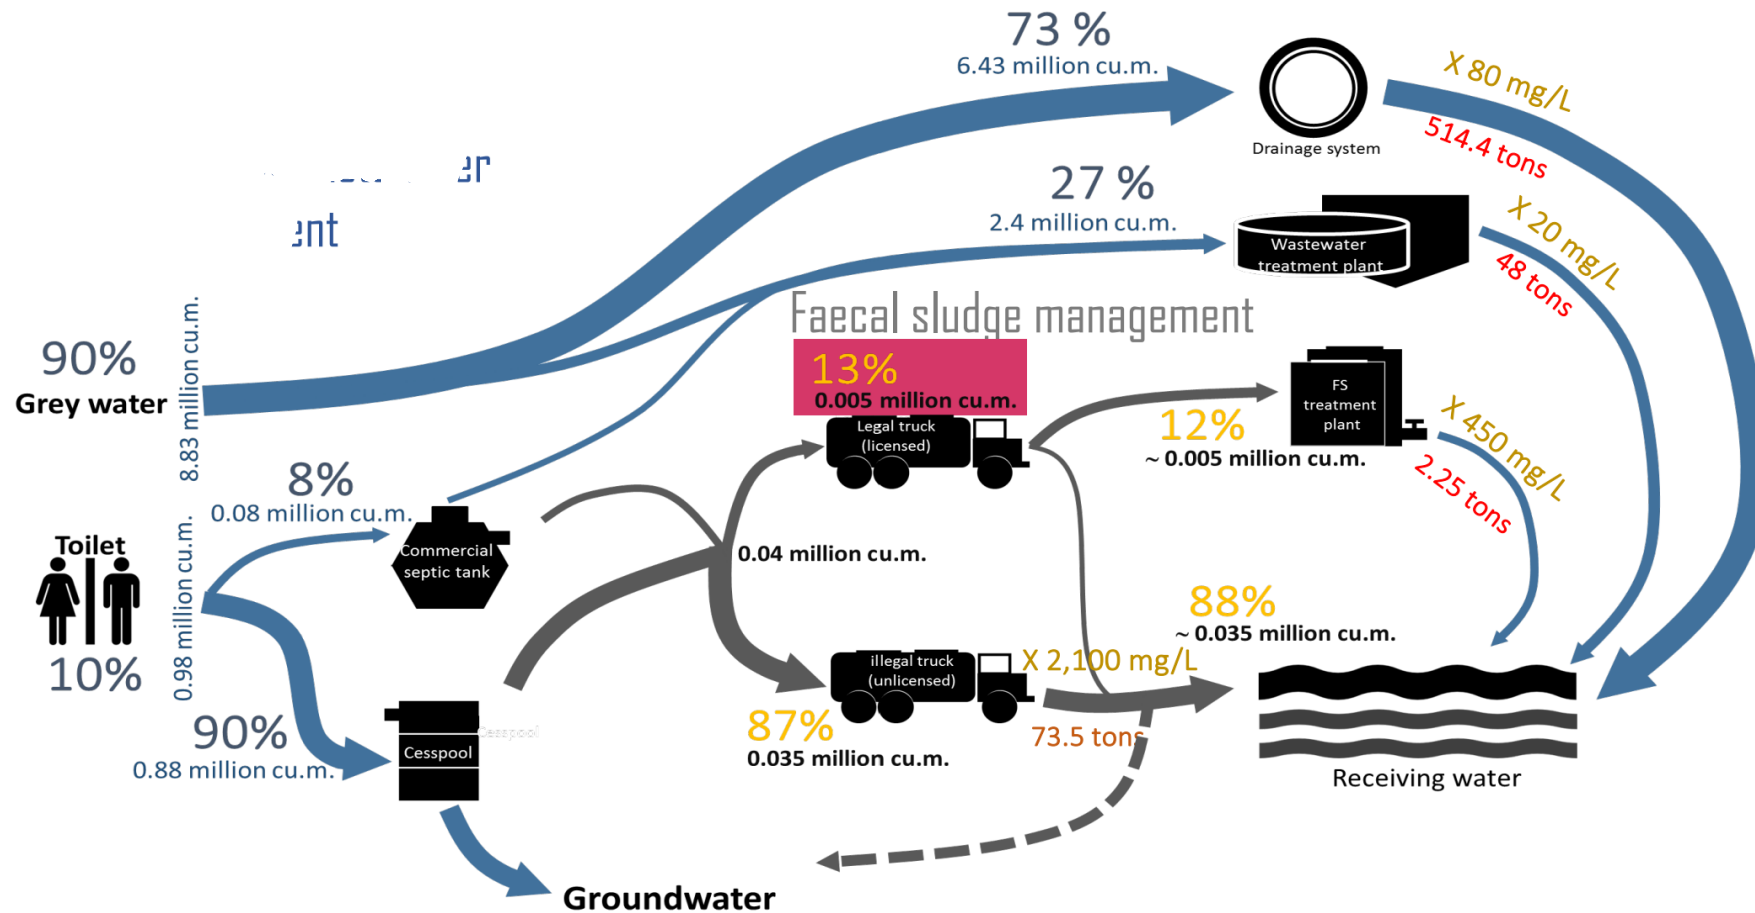 73 %
6.43 million cu.m.
X 80 mg/L
514.4 tons
Drainage system
27 %
2.4 million cu.m.
Wastewater
treatment plant
X 20 mg/L
48 tons
Faecal sludge management
90%
Grey water
8.83 million cu.m.
13%
0.005 million cu.m.
Legal truck
(licensed)
12%
~ 0.005 million cu.m.
FS
treatment
plant
X 450 mg/L
2.25 tons
8%
0.08 million cu.m.
Commercial
septic tank
Toilet
10%
0.98 million cu.m.
0.04 million cu.m.
88%
~ 0.035 million cu.m.
illegal truck
(unlicensed)
X 2,100 mg/L
73.5 tons
87%
0.035 million cu.m.
90%
0.88 million cu.m.
Cesspool
Cesspool
Receiving water
Groundwater